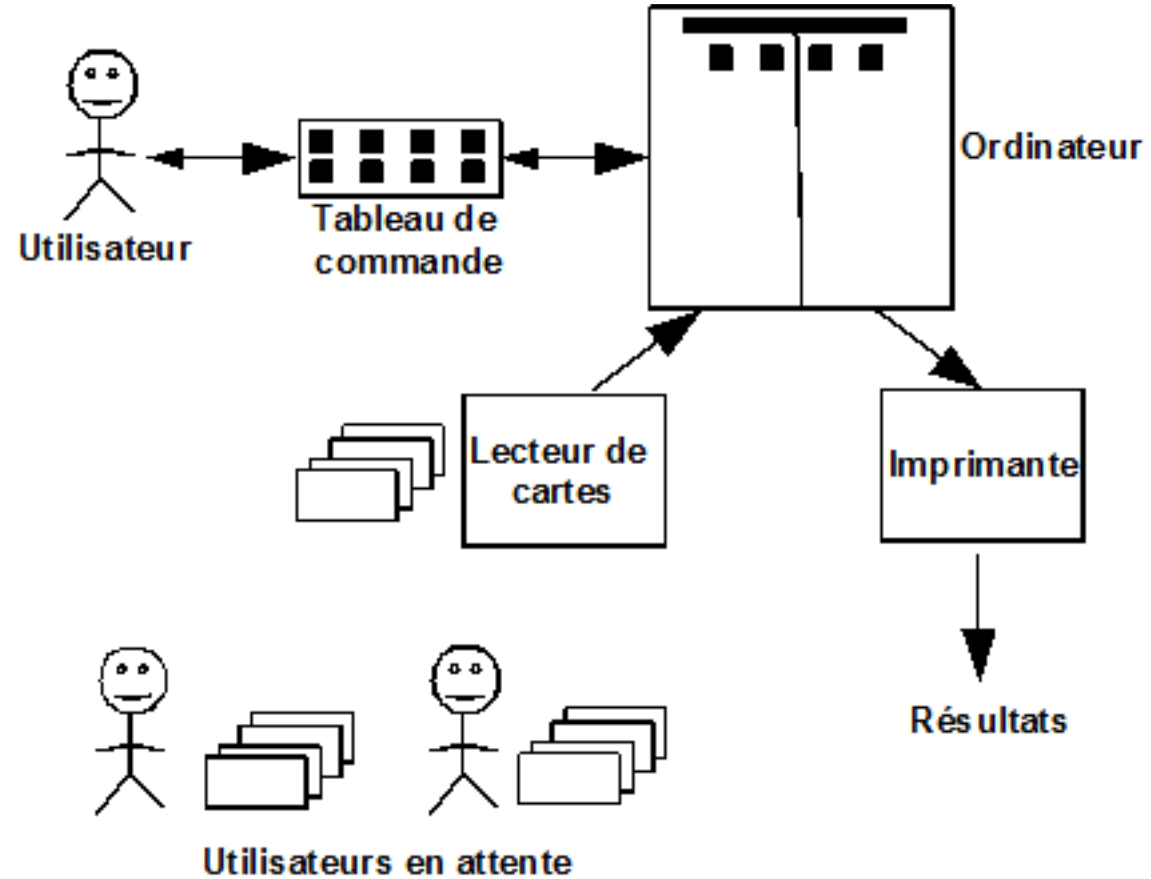 Ordinateur
Tableau de
commande
Utilisateur
Lecteur de
cartes
Imprimante
Résultats
Utilisateurs en attente